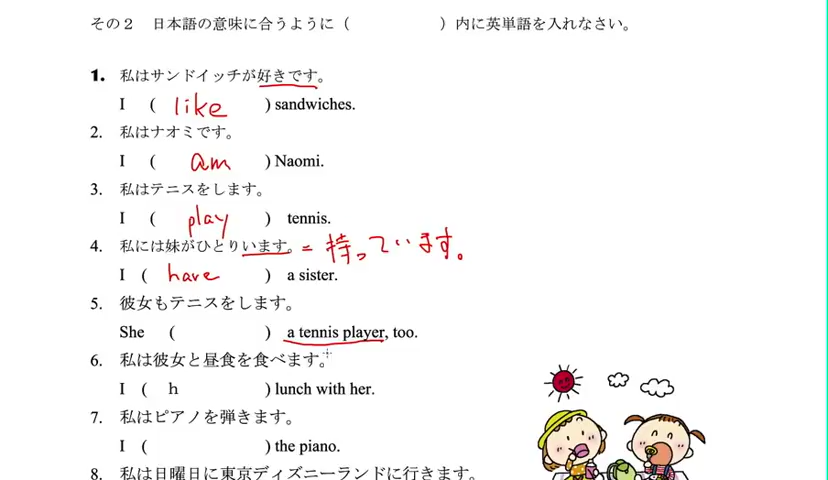 その２ 日本語の意味に合うように（ ）内に英単語を入れなさい。
1. 私はサンドイッチが好きです。
I ( like ) sandwiches.
2. 私はナオミです。
I ( am ) Naomi.
3. 私はテニスをします。
I ( play ) tennis.
4. 私には妹がひとりいます。= 持っています。
I ( have ) a sister.
5. 彼女もテニスをします。
She ( ) a tennis player, too.
6. 私は彼女と昼食を食べます。
I ( h ) lunch with her.
7. 私はピアノを弾きます。
I ( ) the piano.
8. 私は日曜日に東京ディズニーランドに行きます。